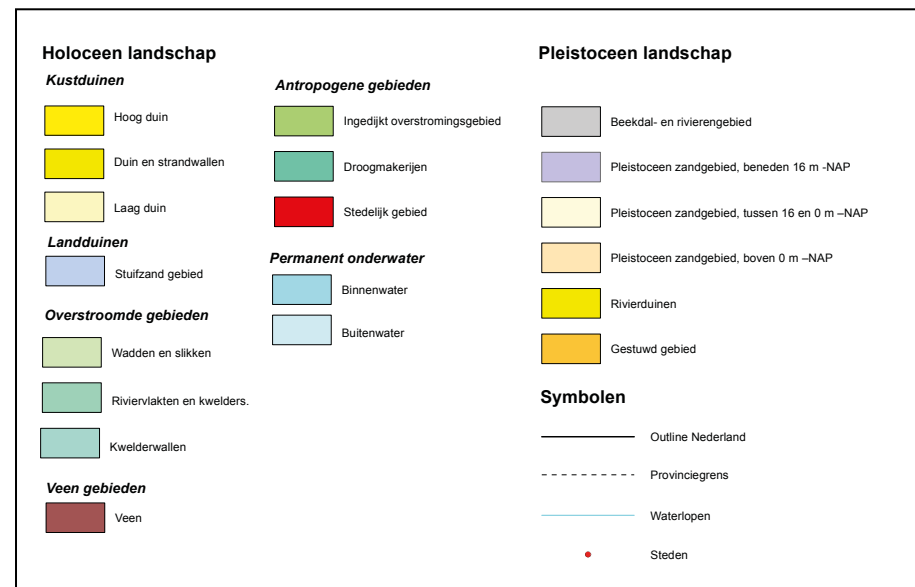 Holoceen landschap
Kustduinen
Hoog duin
Duin en strandwallen
Laag duin
Landduinen
Stuifzand gebied
Overstroomde gebieden
Wadden en slikken
Riviervlakten en kwelders.
Kwelderwallen
Veen gebieden
Veen
Antropogene gebieden
Ingedijkt overstromingsgebied
Droogmakerijen
Stedelijk gebied
Permanent onderwater
Binnenwater
Buitenwater
Pleistoceen landschap
Beekdal- en rivierengebied
Pleistoceen zandgebied, beneden 16 m -NAP
Pleistoceen zandgebied, tussen 16 en 0 m –NAP
Pleistoceen zandgebied, boven 0 m –NAP
Rivierduinen
Gestuwd gebied
Symbolen
Outline Nederland
Provinciegrens
Waterlopen
Steden